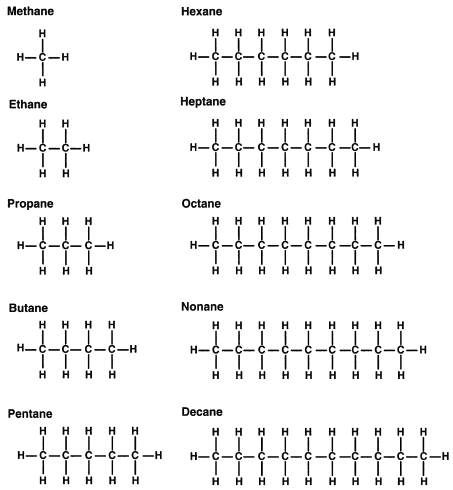 Methane
H
H—C—H
H
Ethane
H H
H—C—C—H
H H
Propane
H H H
H—C—C—C—H
H H H
Butane
H H H H
H—C—C—C—C—H
H H H H
Pentane
H H H H H
H—C—C—C—C—C—H
H H H H H
Hexane
H H H H H H
H—C—C—C—C—C—C—H
H H H H H H
Heptane
H H H H H H H
H—C—C—C—C—C—C—C—H
H H H H H H H
Octane
H H H H H H H H
H—C—C—C—C—C—C—C—C—H
H H H H H H H H
Nonane
H H H H H H H H H
H—C—C—C—C—C—C—C—C—C—H
H H H H H H H H H
Decane
H H H H H H H H H H
H—C—C—C—C—C—C—C—C—C—C—H
H H H H H H H H H H